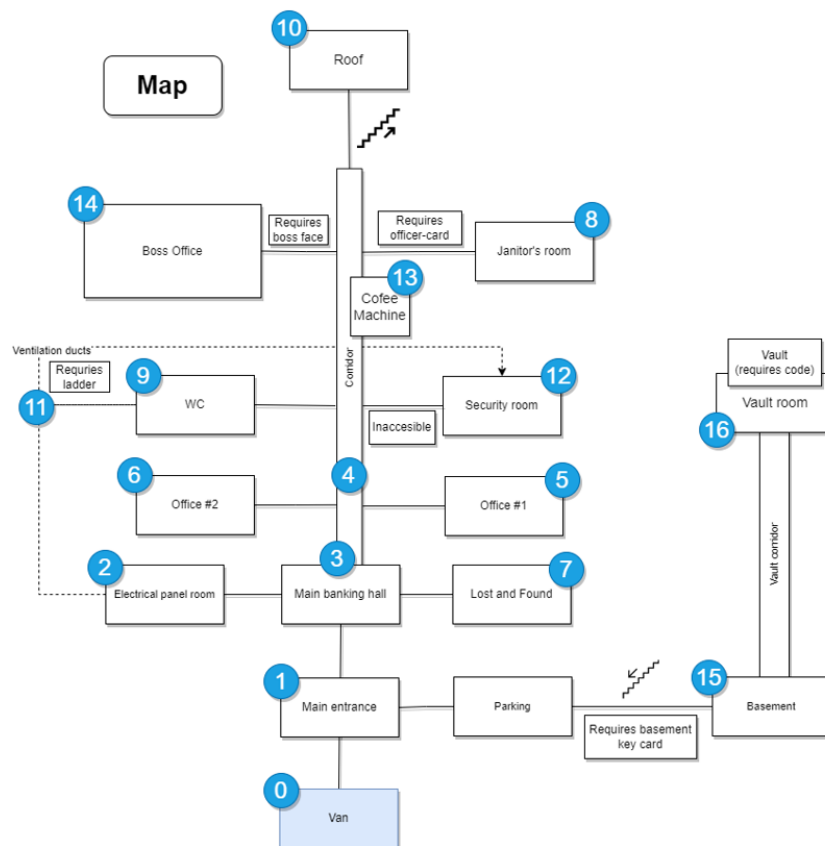 10
Roof
Map
14
Boss Office
Requires
boss face
Requires
officer-card
8
Janitor's room
13
Cofee
Machine
Corridor
Ventilation ducts
Requries
ladder
11
9
WC
Inaccesible
12
Security room
Vault
(requires code)
Vault room
16
6
Office #2
4
5
Office #1
Vault corridor
2
Electrical panel room
3
Main banking hall
7
Lost and Found
1
Main entrance
Parking
Requires basement
key card
15
Basement
0
Van